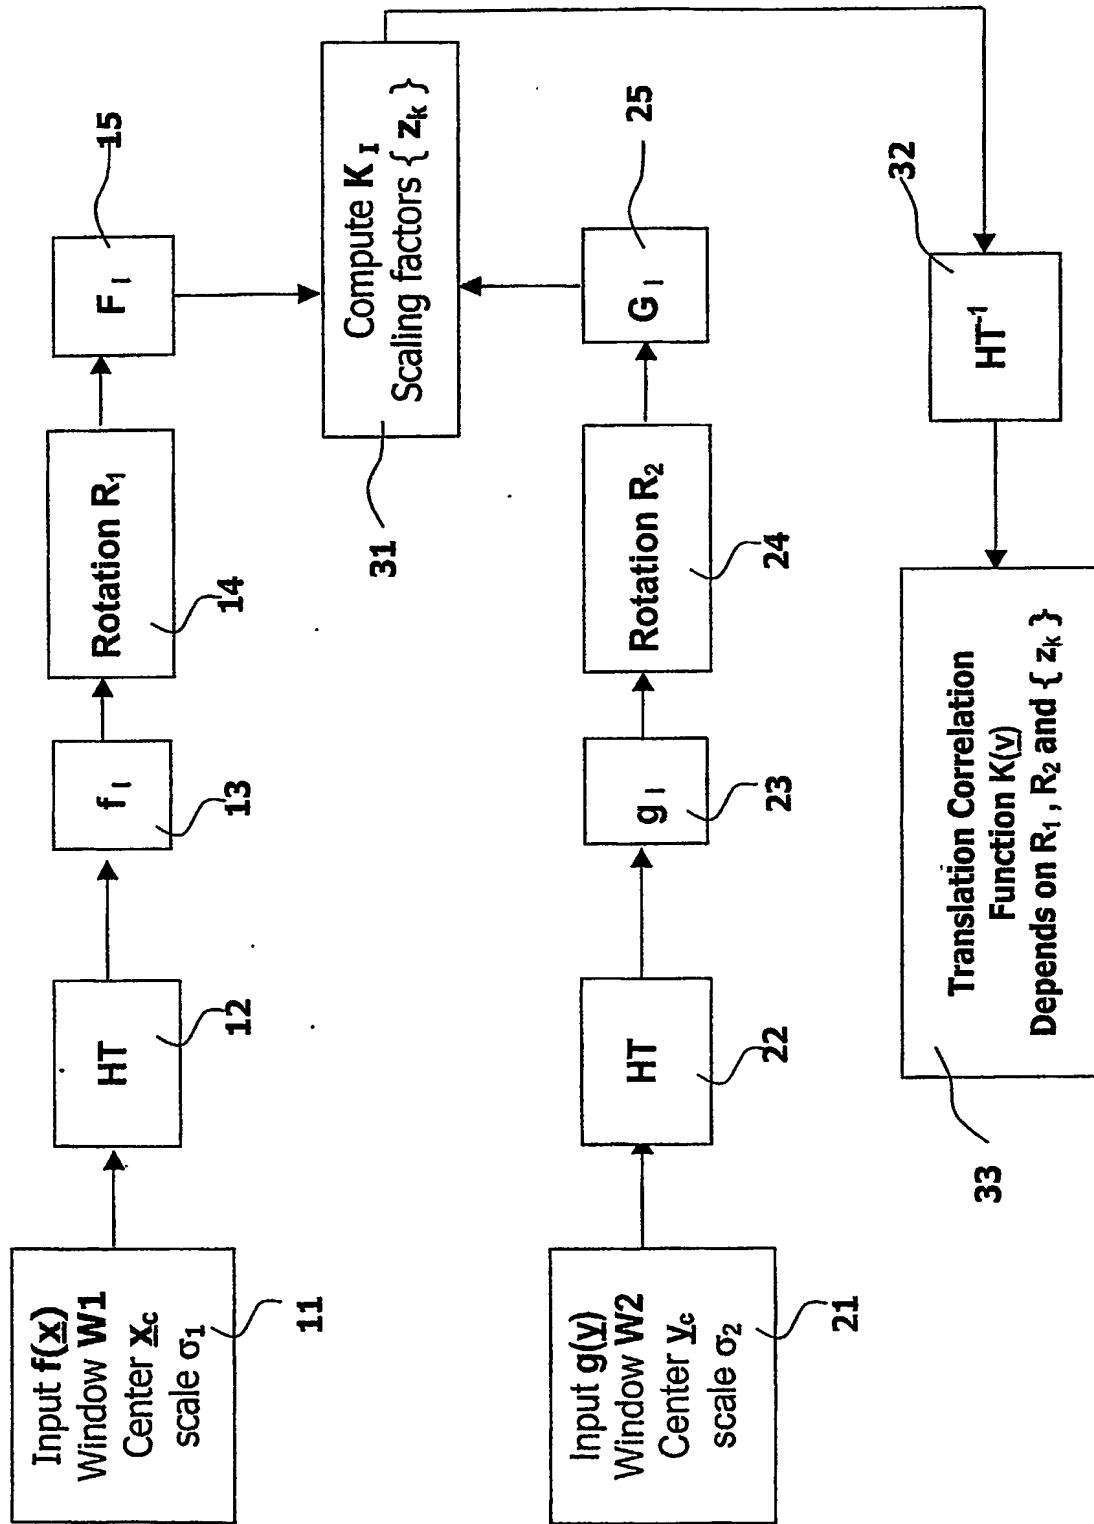 Input f(x)
Window W1
Center xc
scale σ1
11
HT
12
f I
13
Rotation R1
14
F I
15
Input g(y)
Window W2
Center yc
scale σ2
21
HT
22
g I
23
Rotation R2
24
G I
25
Compute K I
Scaling factors { zk }
31
HT-1
32
Translation Correlation
Function K(v)
Depends on R1 , R2 and { zk }
33